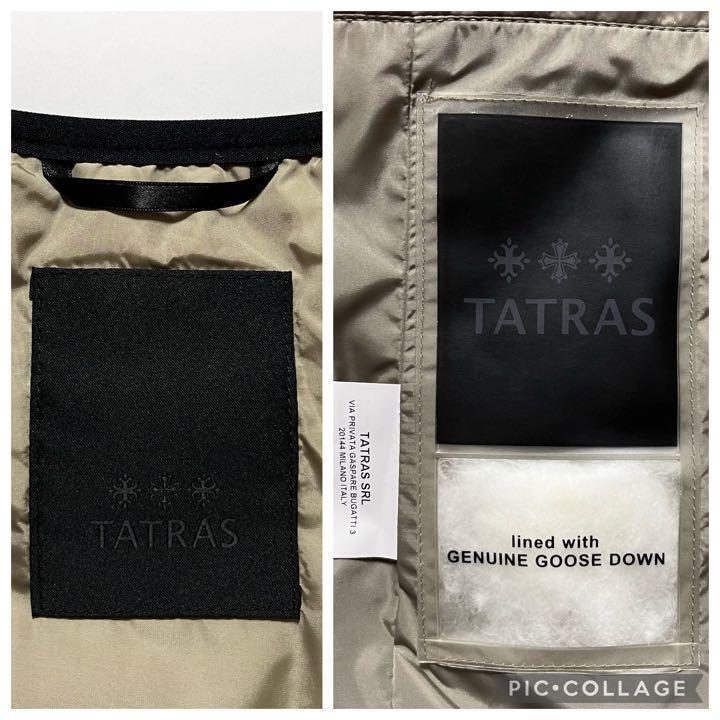 TATRAS
TATRAS
TATRAS SRL
VIA PRIVATA GASPARE BUGATTI 3
20144 MILANO ITALY
lined with
GENUINE GOOSE DOWN
PIC•COLLAGE